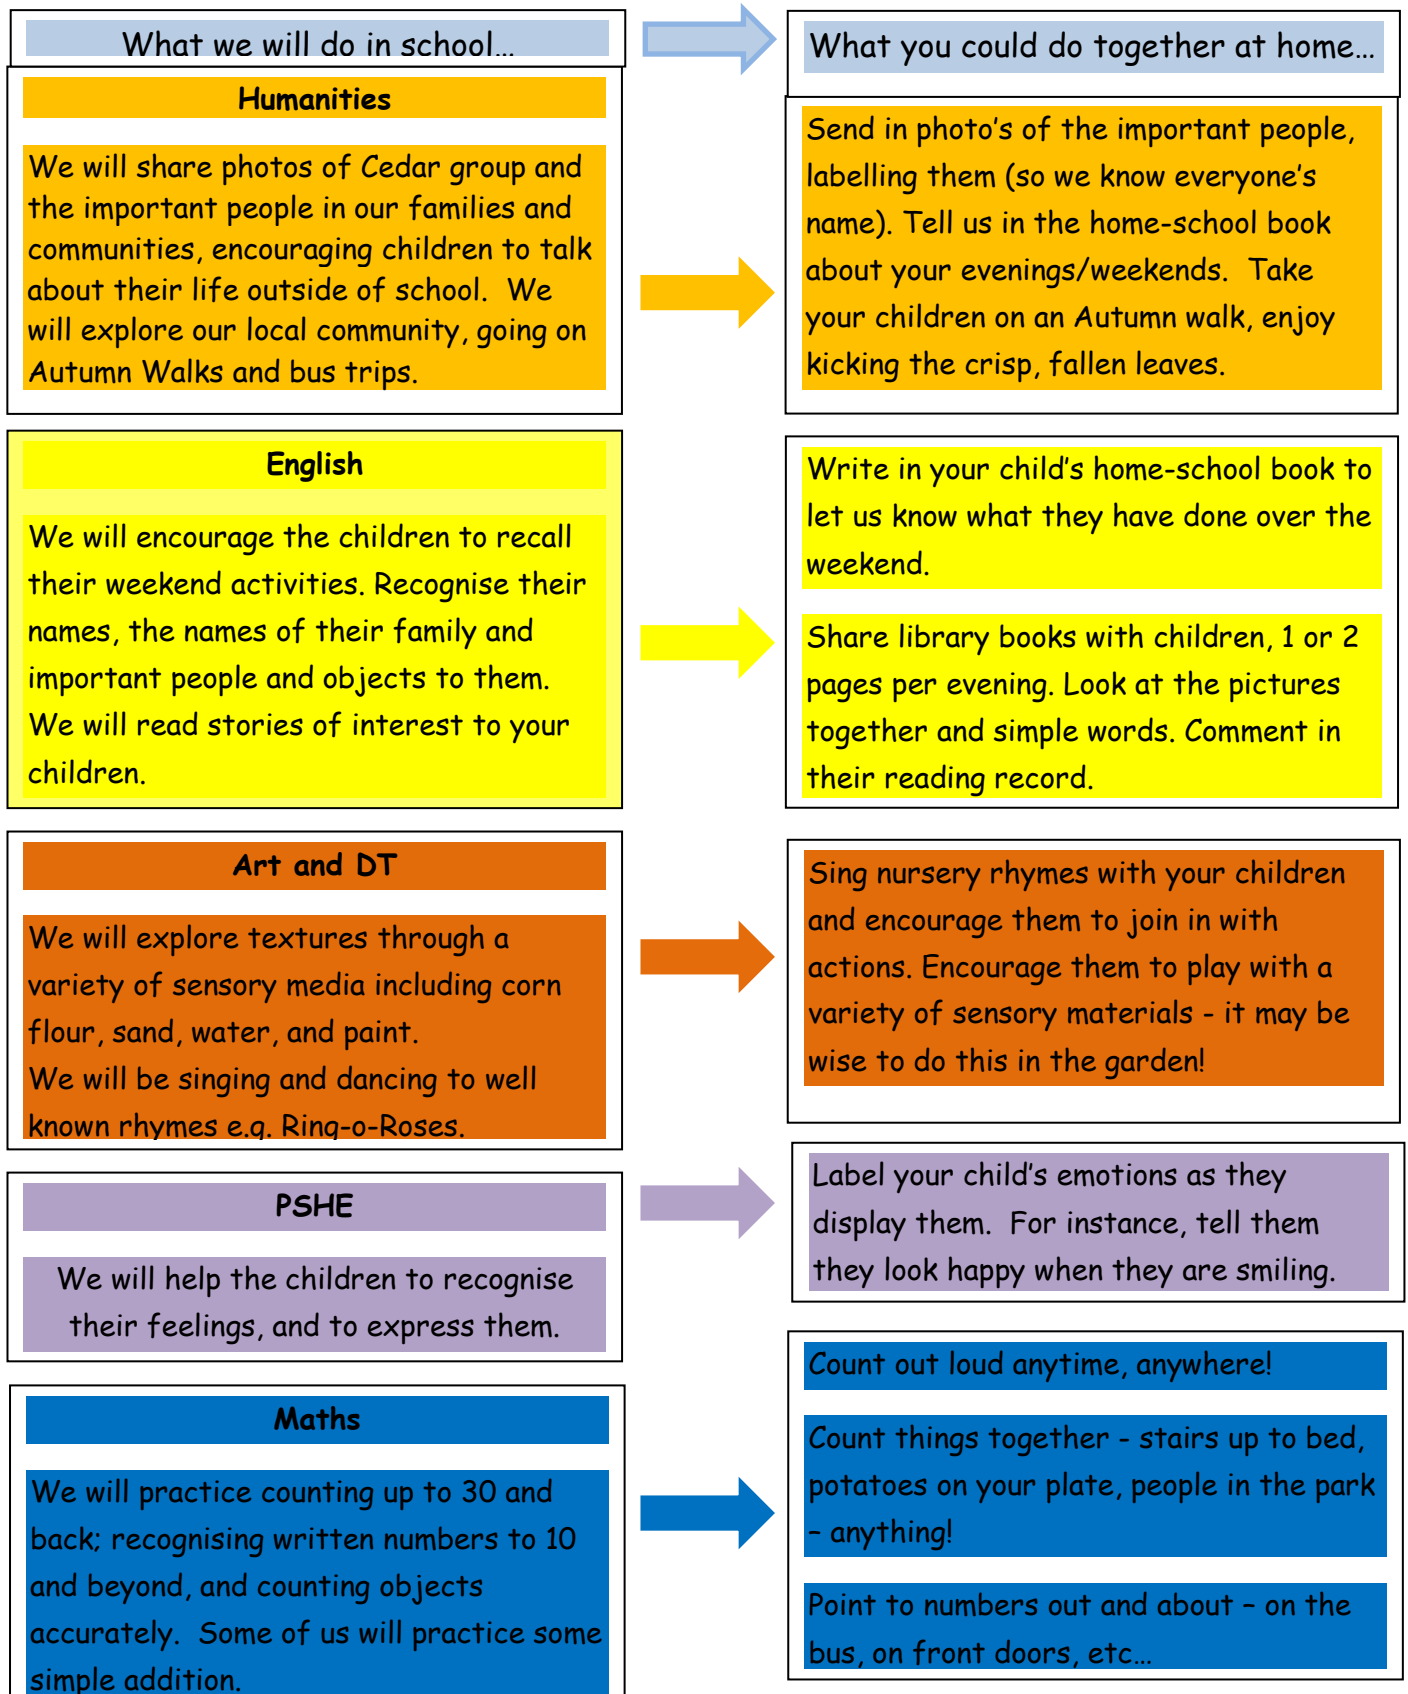 What we will do in school…
What you could do together at home…
Humanities
We will share photos of Cedar group and
the important people in our families and
communities, encouraging children to talk
about their life outside of school.  We
will explore our local community, going on
Autumn Walks and bus trips.
Send in photo's of the important people,
labelling them (so we know everyone's
name). Tell us in the home-school book
about your evenings/weekends.  Take
your children on an Autumn walk, enjoy
kicking the crisp, fallen leaves.
English
We will encourage the children to recall
their weekend activities. Recognise their
names, the names of their family and
important people and objects to them.
We will read stories of interest to your
children.
Write in your child's home-school book to
let us know what they have done over the
weekend.
Share library books with children, 1 or 2
pages per evening. Look at the pictures
together and simple words. Comment in
their reading record.
Art and DT
We will explore textures through a
variety of sensory media including corn
flour, sand, water, and paint.
We will be singing and dancing to well
known rhymes e.g. Ring-o-Roses.
Sing nursery rhymes with your children
and encourage them to join in with
actions. Encourage them to play with a
variety of sensory materials - it may be
wise to do this in the garden!
PSHE
We will help the children to recognise
their feelings, and to express them.
Label your child's emotions as they
display them.  For instance, tell them
they look happy when they are smiling.
Maths
We will practice counting up to 30 and
back; recognising written numbers to 10
and beyond, and counting objects
accurately.  Some of us will practice some
simple addition.
Count out loud anytime, anywhere!
Count things together - stairs up to bed,
potatoes on your plate, people in the park
– anything!
Point to numbers out and about – on the
bus, on front doors, etc…